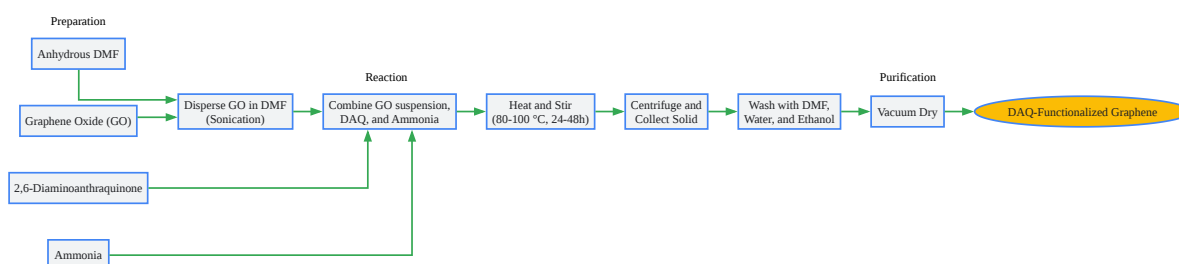 Preparation
Anhydrous DMF
Graphene Oxide (GO)
2,6-Diaminoanthraquinone
Ammonia
Disperse GO in DMF
(Sonication)
Reaction
Combine GO suspension,
DAQ, and Ammonia
Heat and Stir
(80-100 °C, 24-48h)
Centrifuge and
Collect Solid
Purification
Wash with DMF,
Water, and Ethanol
Vacuum Dry
DAQ-Functionalized Graphene